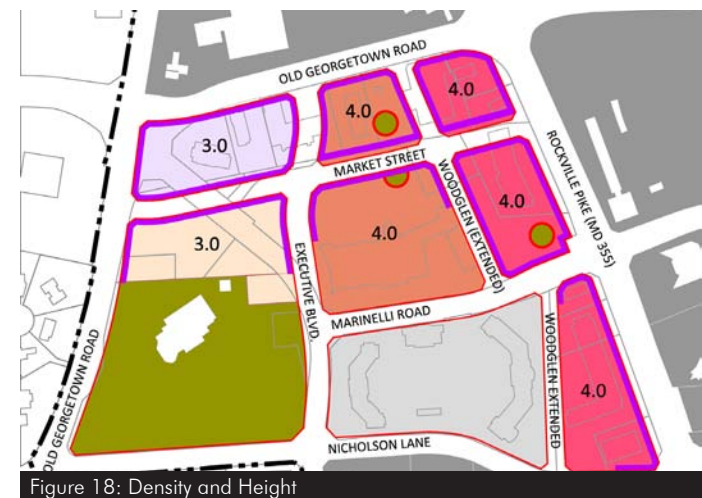 OLD GEORGETOWN ROAD
4.0
4.0
3.0
MARKET STREET
ROCKVILLE PIKE (MD 355)
WOODGLEN (EXTENDED)
4.0
3.0
4.0
EXECUTIVE BLVD.
MARINELLI ROAD
OLD GEORGETOWN ROAD
WOODGLEN EXTENDED
4.0
NICHOLSON LANE
Figure 18: Density and Height